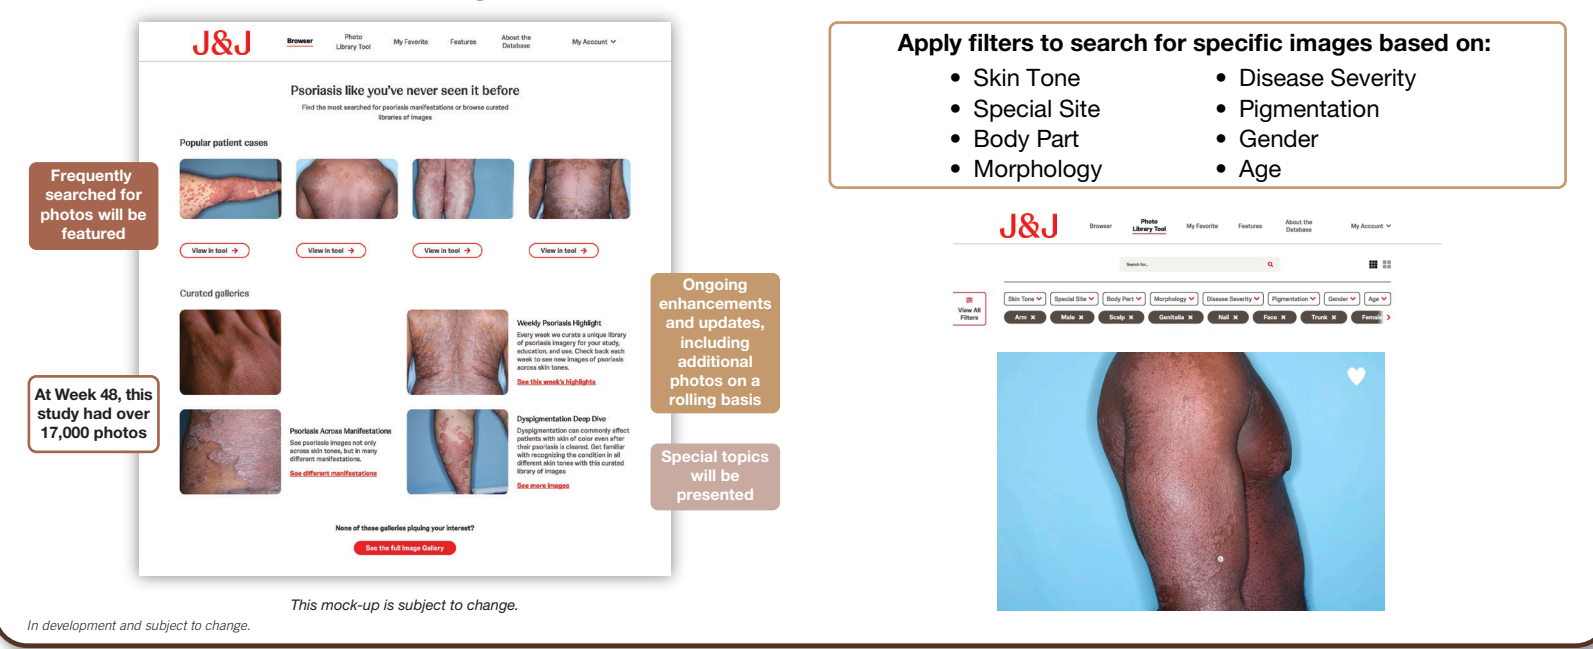 J&J
Browser
Photo
Library Tool
My Favorite
Features
About the
Database
My Account
Psoriasis like you've never seen it before
Find the most searched for psoriasis manifestations or browse curated
libraries of images
Popular patient cases
View in tool →
View in tool →
View in tool →
View in tool →
Frequently
searched for
photos will be
featured
Curated galleries
Weekly Psoriasis Highlight
Every week we curate a unique library
of psoriasis imagery for your study,
education, and use. Check back each
week to see new images of psoriasis
across skin tones.
See this week's highlights
Psoriasis Across Manifestations
See psoriasis images not only
across skin tones, but in many
different manifestations.
See different manifestations
Dyspigmentation Deep Dive
Dyspigmentation can commonly affect
patients with skin of color even after
their psoriasis is cleared. Get familiar
with recognizing the condition in all
different skin tones with this curated
library of images
See more images
At Week 48, this
study had over
17,000 photos
Ongoing
enhancements
and updates,
including
additional
photos on a
rolling basis
Special topics
will be
presented
None of these galleries piquing your interest?
See the full Image Gallery
This mock-up is subject to change.
In development and subject to change.
Apply filters to search for specific images based on:
• Skin Tone
• Special Site
• Body Part
• Morphology
• Disease Severity
• Pigmentation
• Gender
• Age
J&J
Browser
Photo
Library Tool
My Favorite
Features
About the
Database
My Account
Search for...
View All
Filters
Skin Tone
Special Site
Body Part
Morphology
Disease Severity
Pigmentation
Gender
Age
Arm ×
Male ×
Scalp ×
Genitalia ×
Nail ×
Face ×
Trunk ×
Female